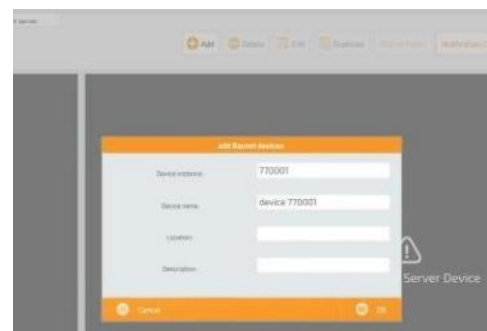 Add Delete Edit Duplicate
add Bacnet devices
Device instance: 770001
Device name: device 770001
Location:
Description:
Server Device
Cancel OK